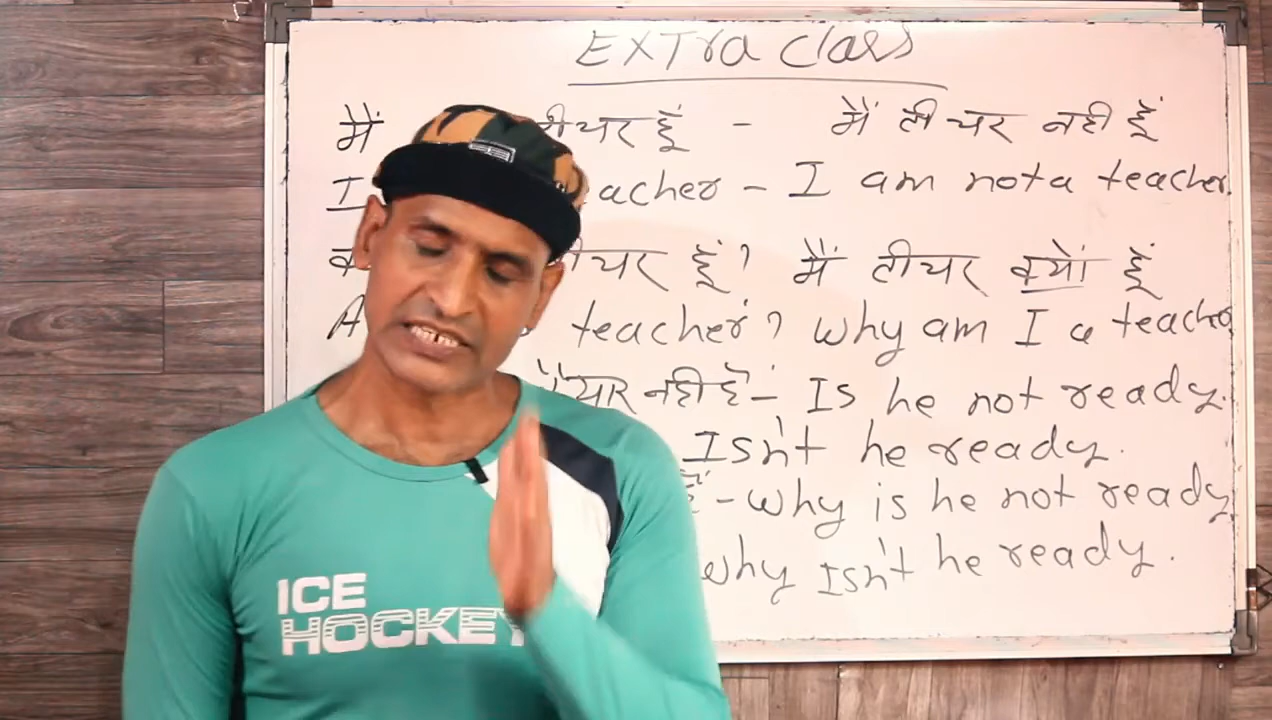 EXTra Class
मैं टीचर हूं - मैं टीचर नही हूं
I eacher - I am not a teacher.
टीचर हूं? मैं टीचर क्यों हूं
A teacher? why am I a teacher
तैयार नही है - Is he not ready.
Isn't he ready.
- why is he not ready
why Isn't he ready.
ICE
HOCKEY